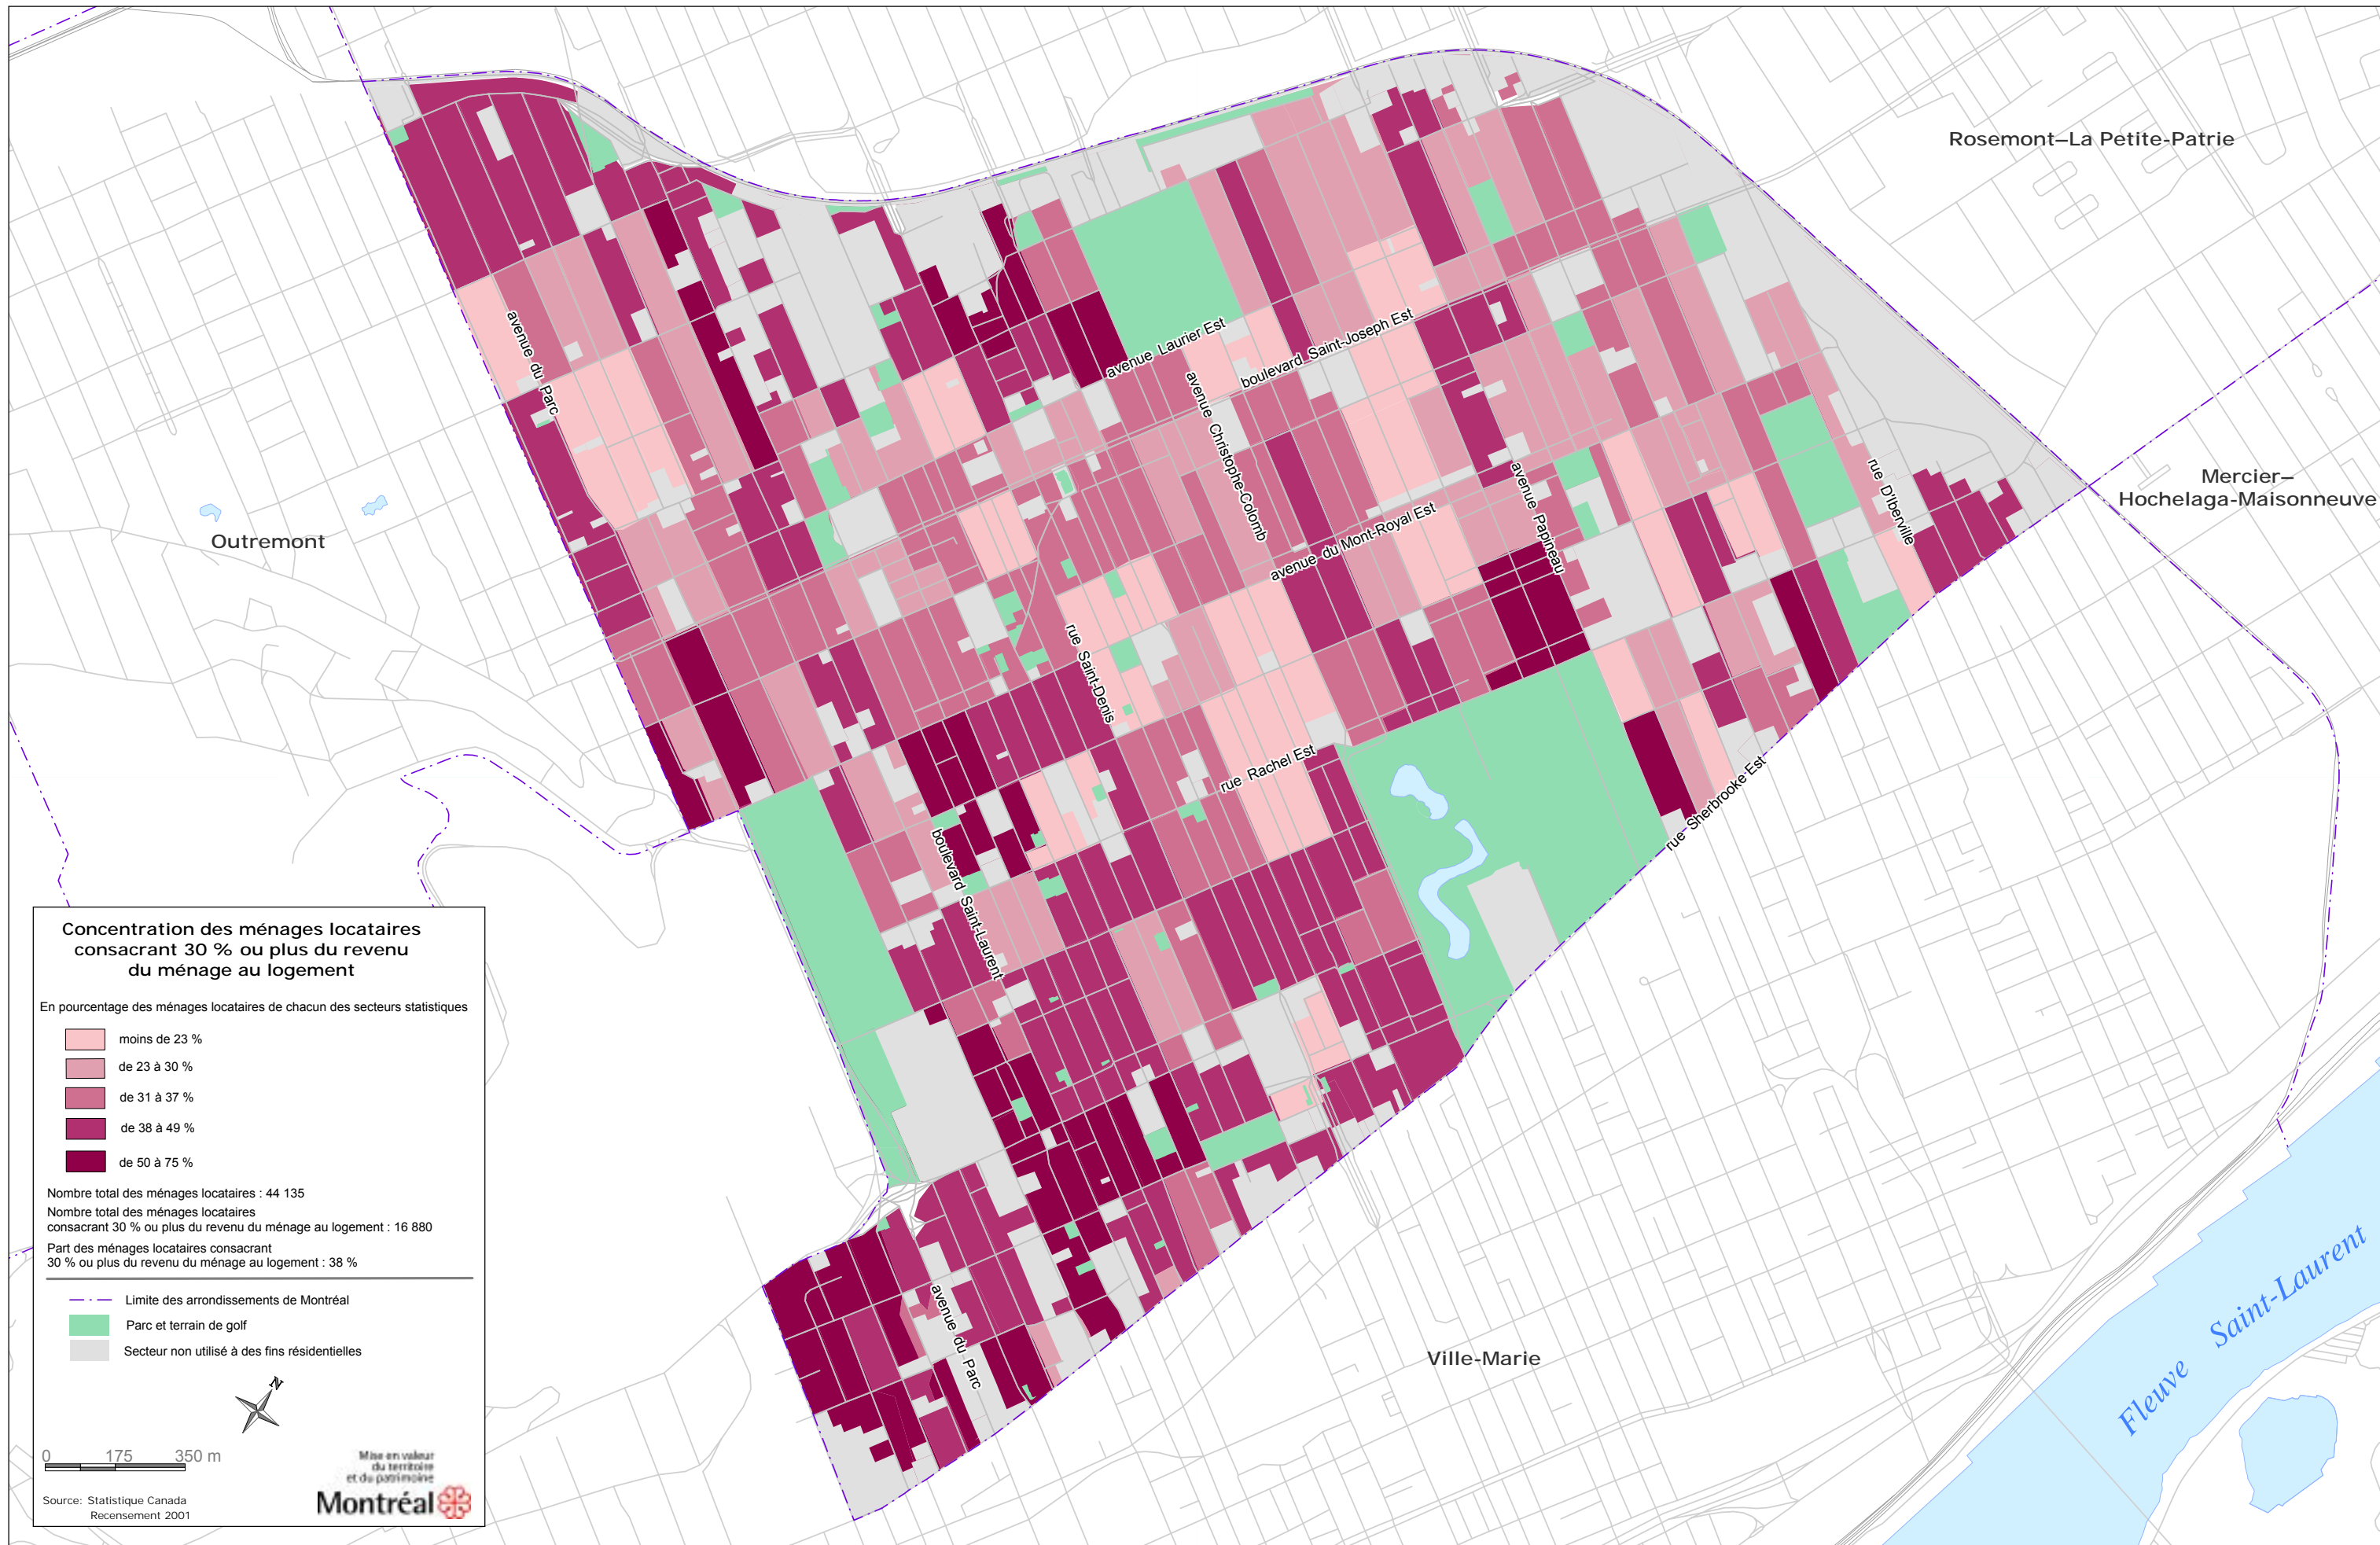 Rosemont–La Petite-Patrie
Mercier–
Hochelaga-Maisonneuve
Outremont
Ville-Marie
Fleuve Saint-Laurent
avenue du Parc
avenue Laurier Est
boulevard Saint-Joseph Est
avenue Christophe-Colomb
avenue du Mont-Royal Est
avenue Papineau
rue D'Iberville
rue Saint-Denis
rue Rachel Est
rue Sherbrooke Est
boulevard Saint-Laurent
avenue du Parc
Concentration des ménages locataires
consacrant 30 % ou plus du revenu
du ménage au logement
En pourcentage des ménages locataires de chacun des secteurs statistiques
moins de 23 %
de 23 à 30 %
de 31 à 37 %
de 38 à 49 %
de 50 à 75 %
Nombre total des ménages locataires : 44 135
Nombre total des ménages locataires
consacrant 30 % ou plus du revenu du ménage au logement : 16 880
Part des ménages locataires consacrant
30 % ou plus du revenu du ménage au logement : 38 %
Limite des arrondissements de Montréal
Parc et terrain de golf
Secteur non utilisé à des fins résidentielles
N
0 175 350 m
Mise en valeur
du territoire
et du patrimoine
Montréal
Source: Statistique Canada
Recensement 2001